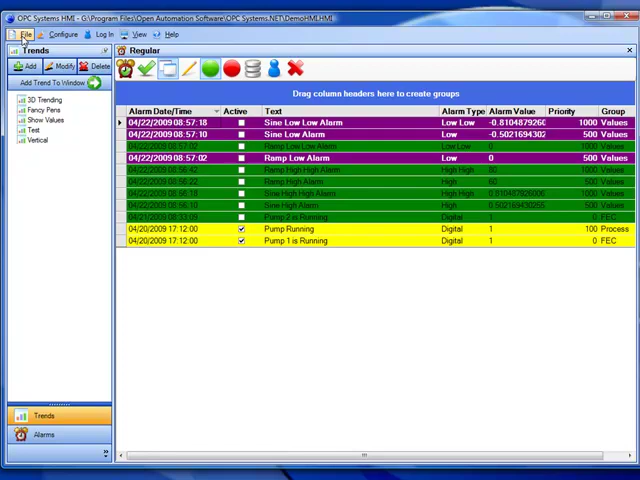 OPC Systems HMI - G:\Program Files\Open Automation Software\OPC Systems.NET\DemoHMI.HMI
File Configure Log In View Help
Trends Regular
Add Modify Delete
Add Trend To Window
3D Trending
Fancy Pens
Show Values
Test
Vertical
Drag column headers here to create groups
Alarm Date/Time Active Text Alarm Type Alarm Value Priority Group
04/22/2009 08:57:18 Sine Low Low Alarm Low Low -0.8104879260 1000 Values
04/22/2009 08:57:10 Sine Low Alarm Low -0.5021694302 500 Values
04/22/2009 08:57:02 Ramp Low Low Alarm Low Low 0 1000 Values
04/22/2009 08:57:02 Ramp Low Alarm Low 0 500 Values
04/22/2009 08:56:42 Ramp High High Alarm High High 80 1000 Values
04/22/2009 08:56:22 Ramp High Alarm High 60 500 Values
04/22/2009 08:56:18 Sine High High Alarm High High 0.81048792606 1000 Values
04/22/2009 08:56:10 Sine High Alarm High 0.502169430255 500 Values
04/21/2009 08:33:05 Pump 2 is Running Digital 1 0 FEC
04/20/2009 17:12:00 Pump Running Digital 1 100 Process
04/20/2009 17:12:00 Pump 1 is Running Digital 1 0 FEC
Trends
Alarms